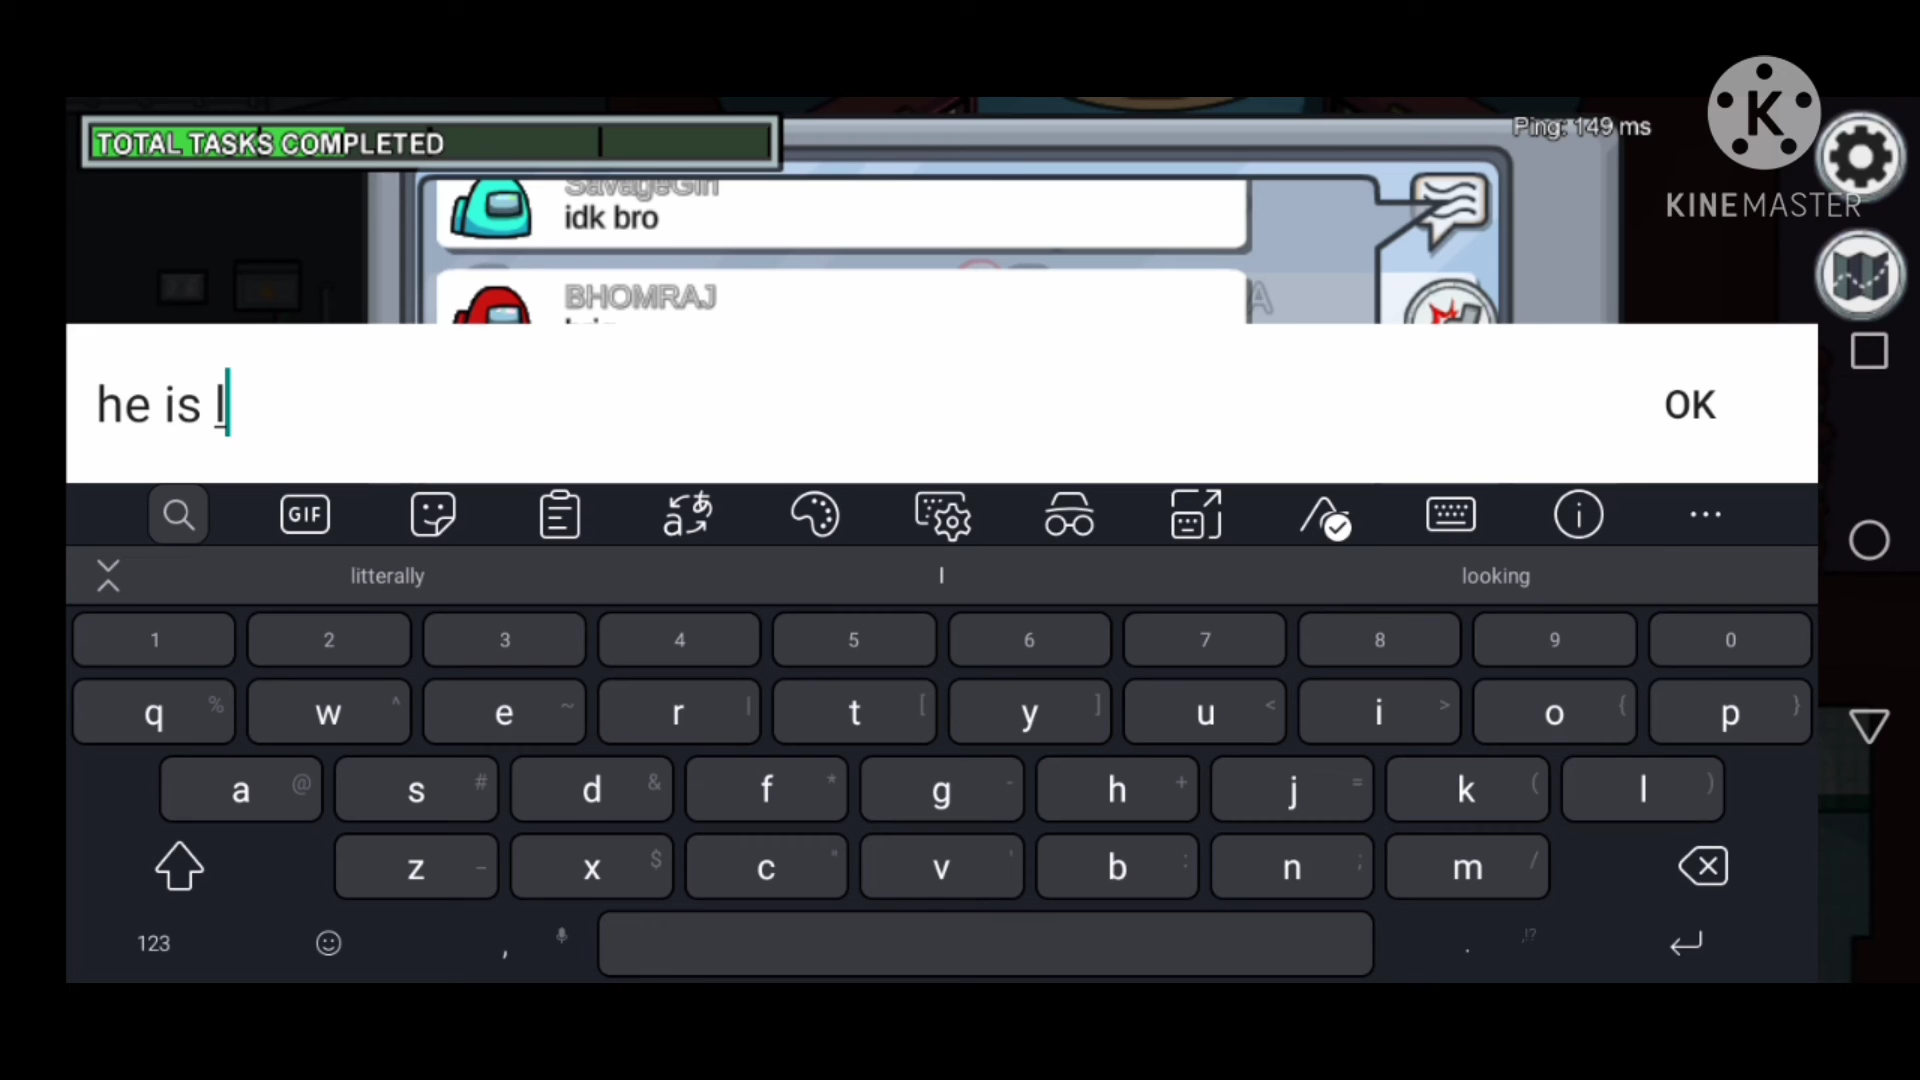 TOTAL TASKS COMPLETED
Ping: 149 ms
K
KINEMASTER
SavageGirl
idk bro
BHOMRAJ
A
he is l
OK
GIF
litterally
l
looking
1 2 3 4 5 6 7 8 9 0
q % w ^ e ~ r | t [ y ] u < i > o { p }
a @ s # d & f * g - h + j = k ( l )
z _ x $ c " v ' b : n ; m /
123 , . ,!?